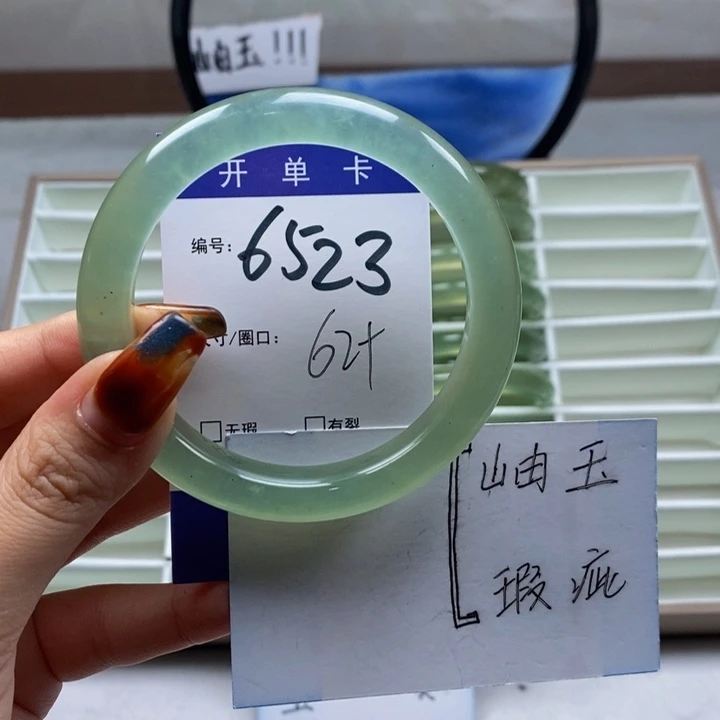 岫玉!!!
开单卡
编号: 6523
寸/圈口: 62+
无瑕 有裂
岫玉
瑕疵